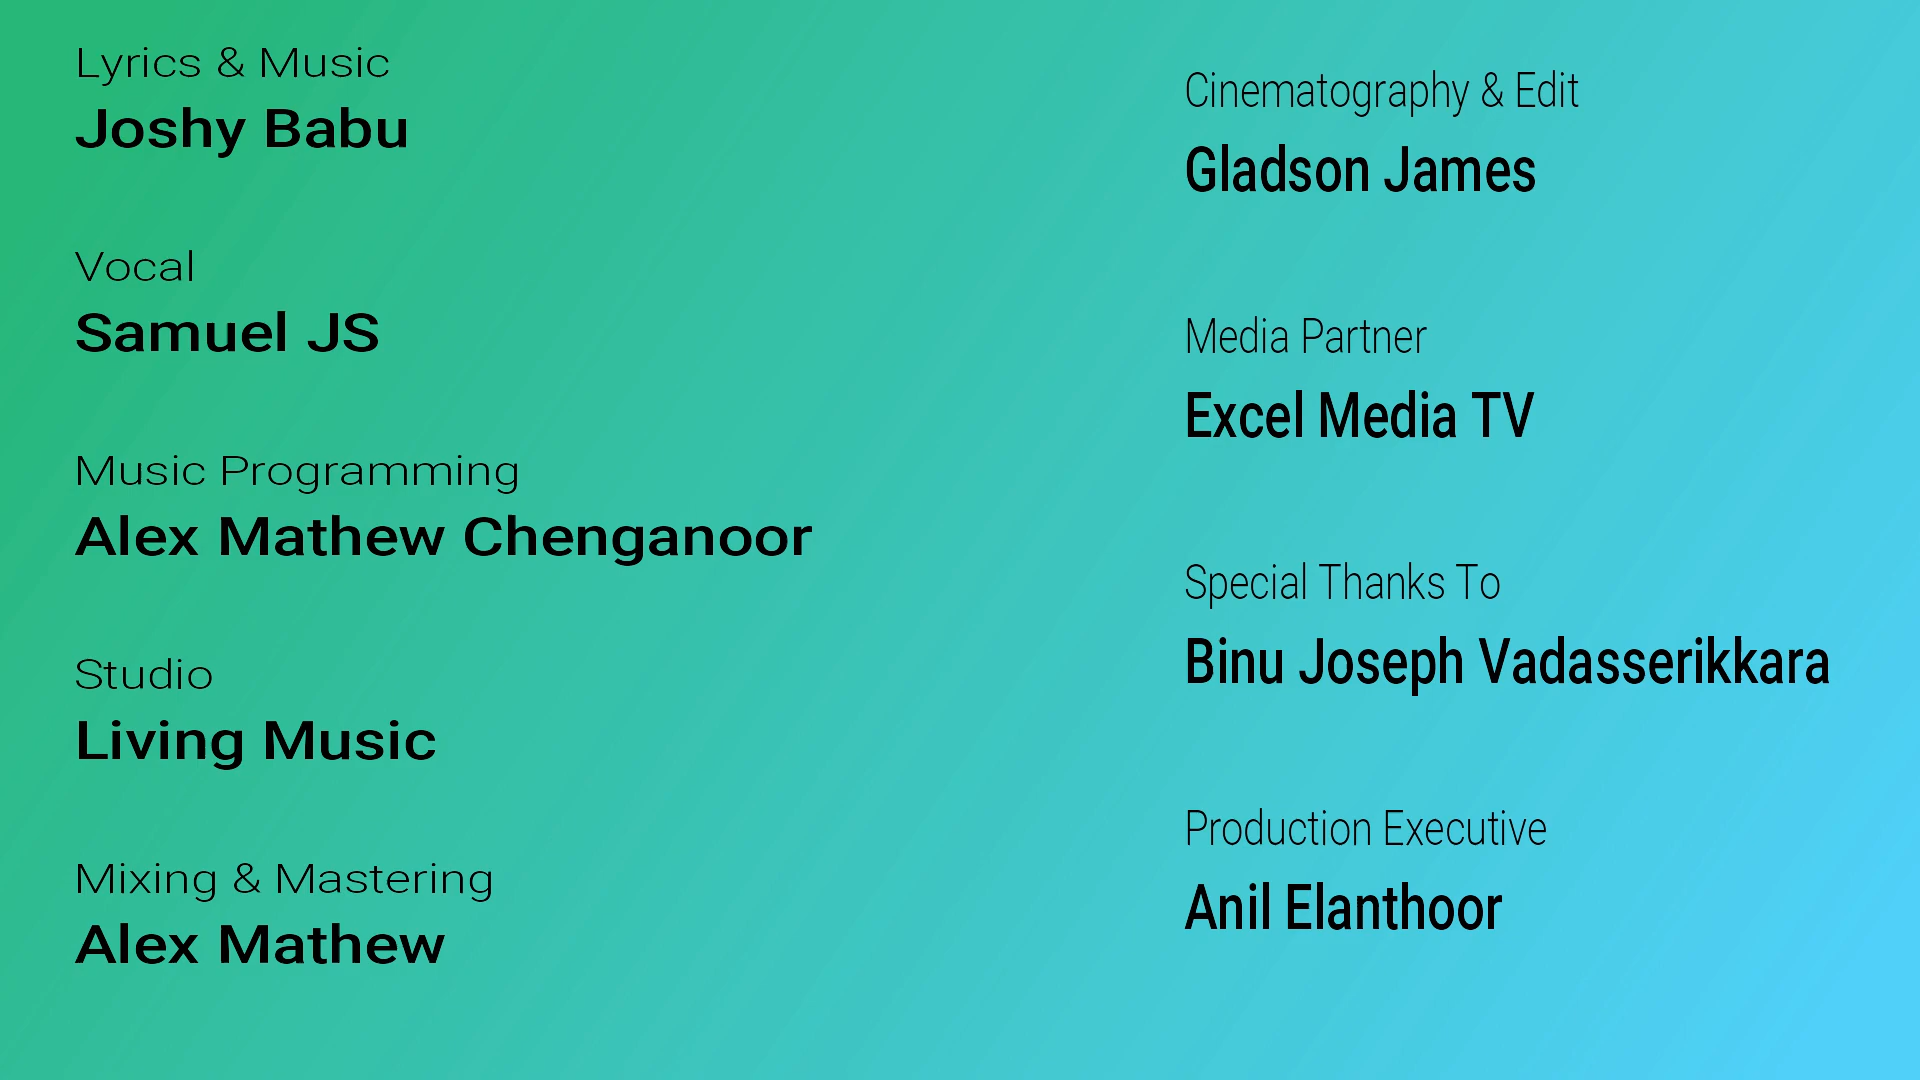 Lyrics & Music
Joshy Babu
Vocal
Samuel JS
Music Programming
Alex Mathew Chenganoor
Studio
Living Music
Mixing & Mastering
Alex Mathew
Cinematography & Edit
Gladson James
Media Partner
Excel Media TV
Special Thanks To
Binu Joseph Vadasserikkara
Production Executive
Anil Elanthoor